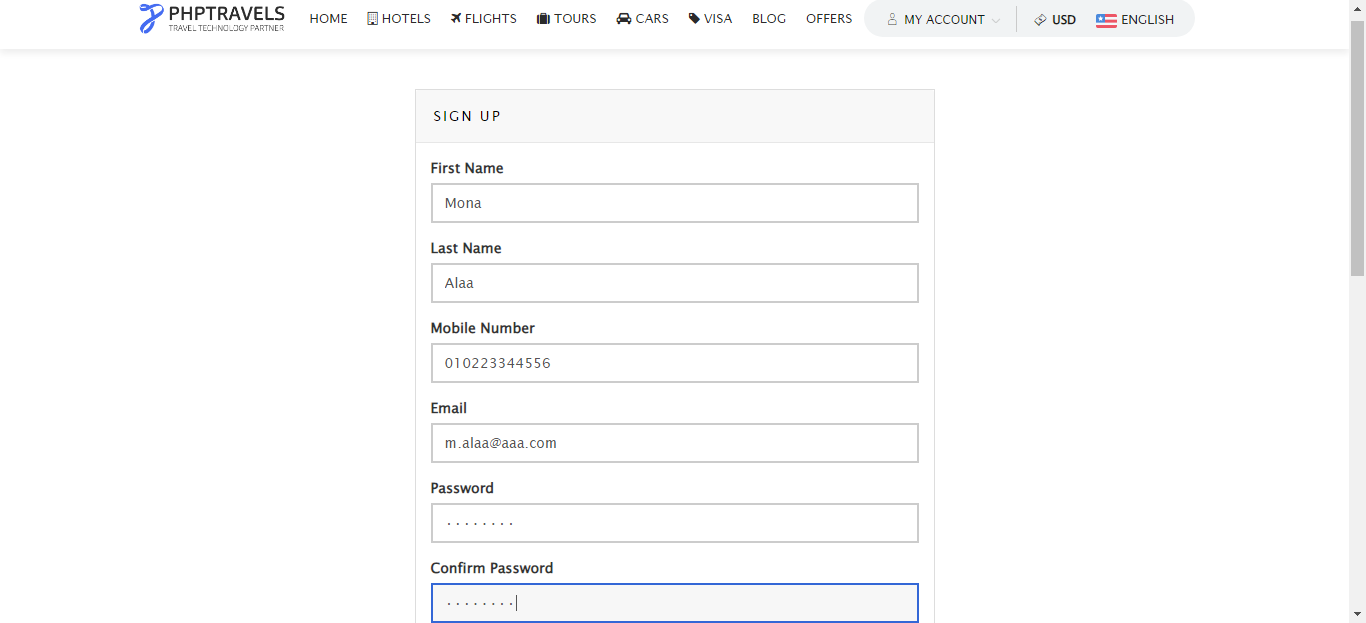 PHPTRAVELS
TRAVEL TECHNOLOGY PARTNER
HOME HOTELS FLIGHTS TOURS CARS VISA BLOG OFFERS MY ACCOUNT USD ENGLISH
SIGN UP
First Name
Mona
Last Name
Alaa
Mobile Number
010223344556
Email
m.alaa@aaa.com
Password
········
Confirm Password
········